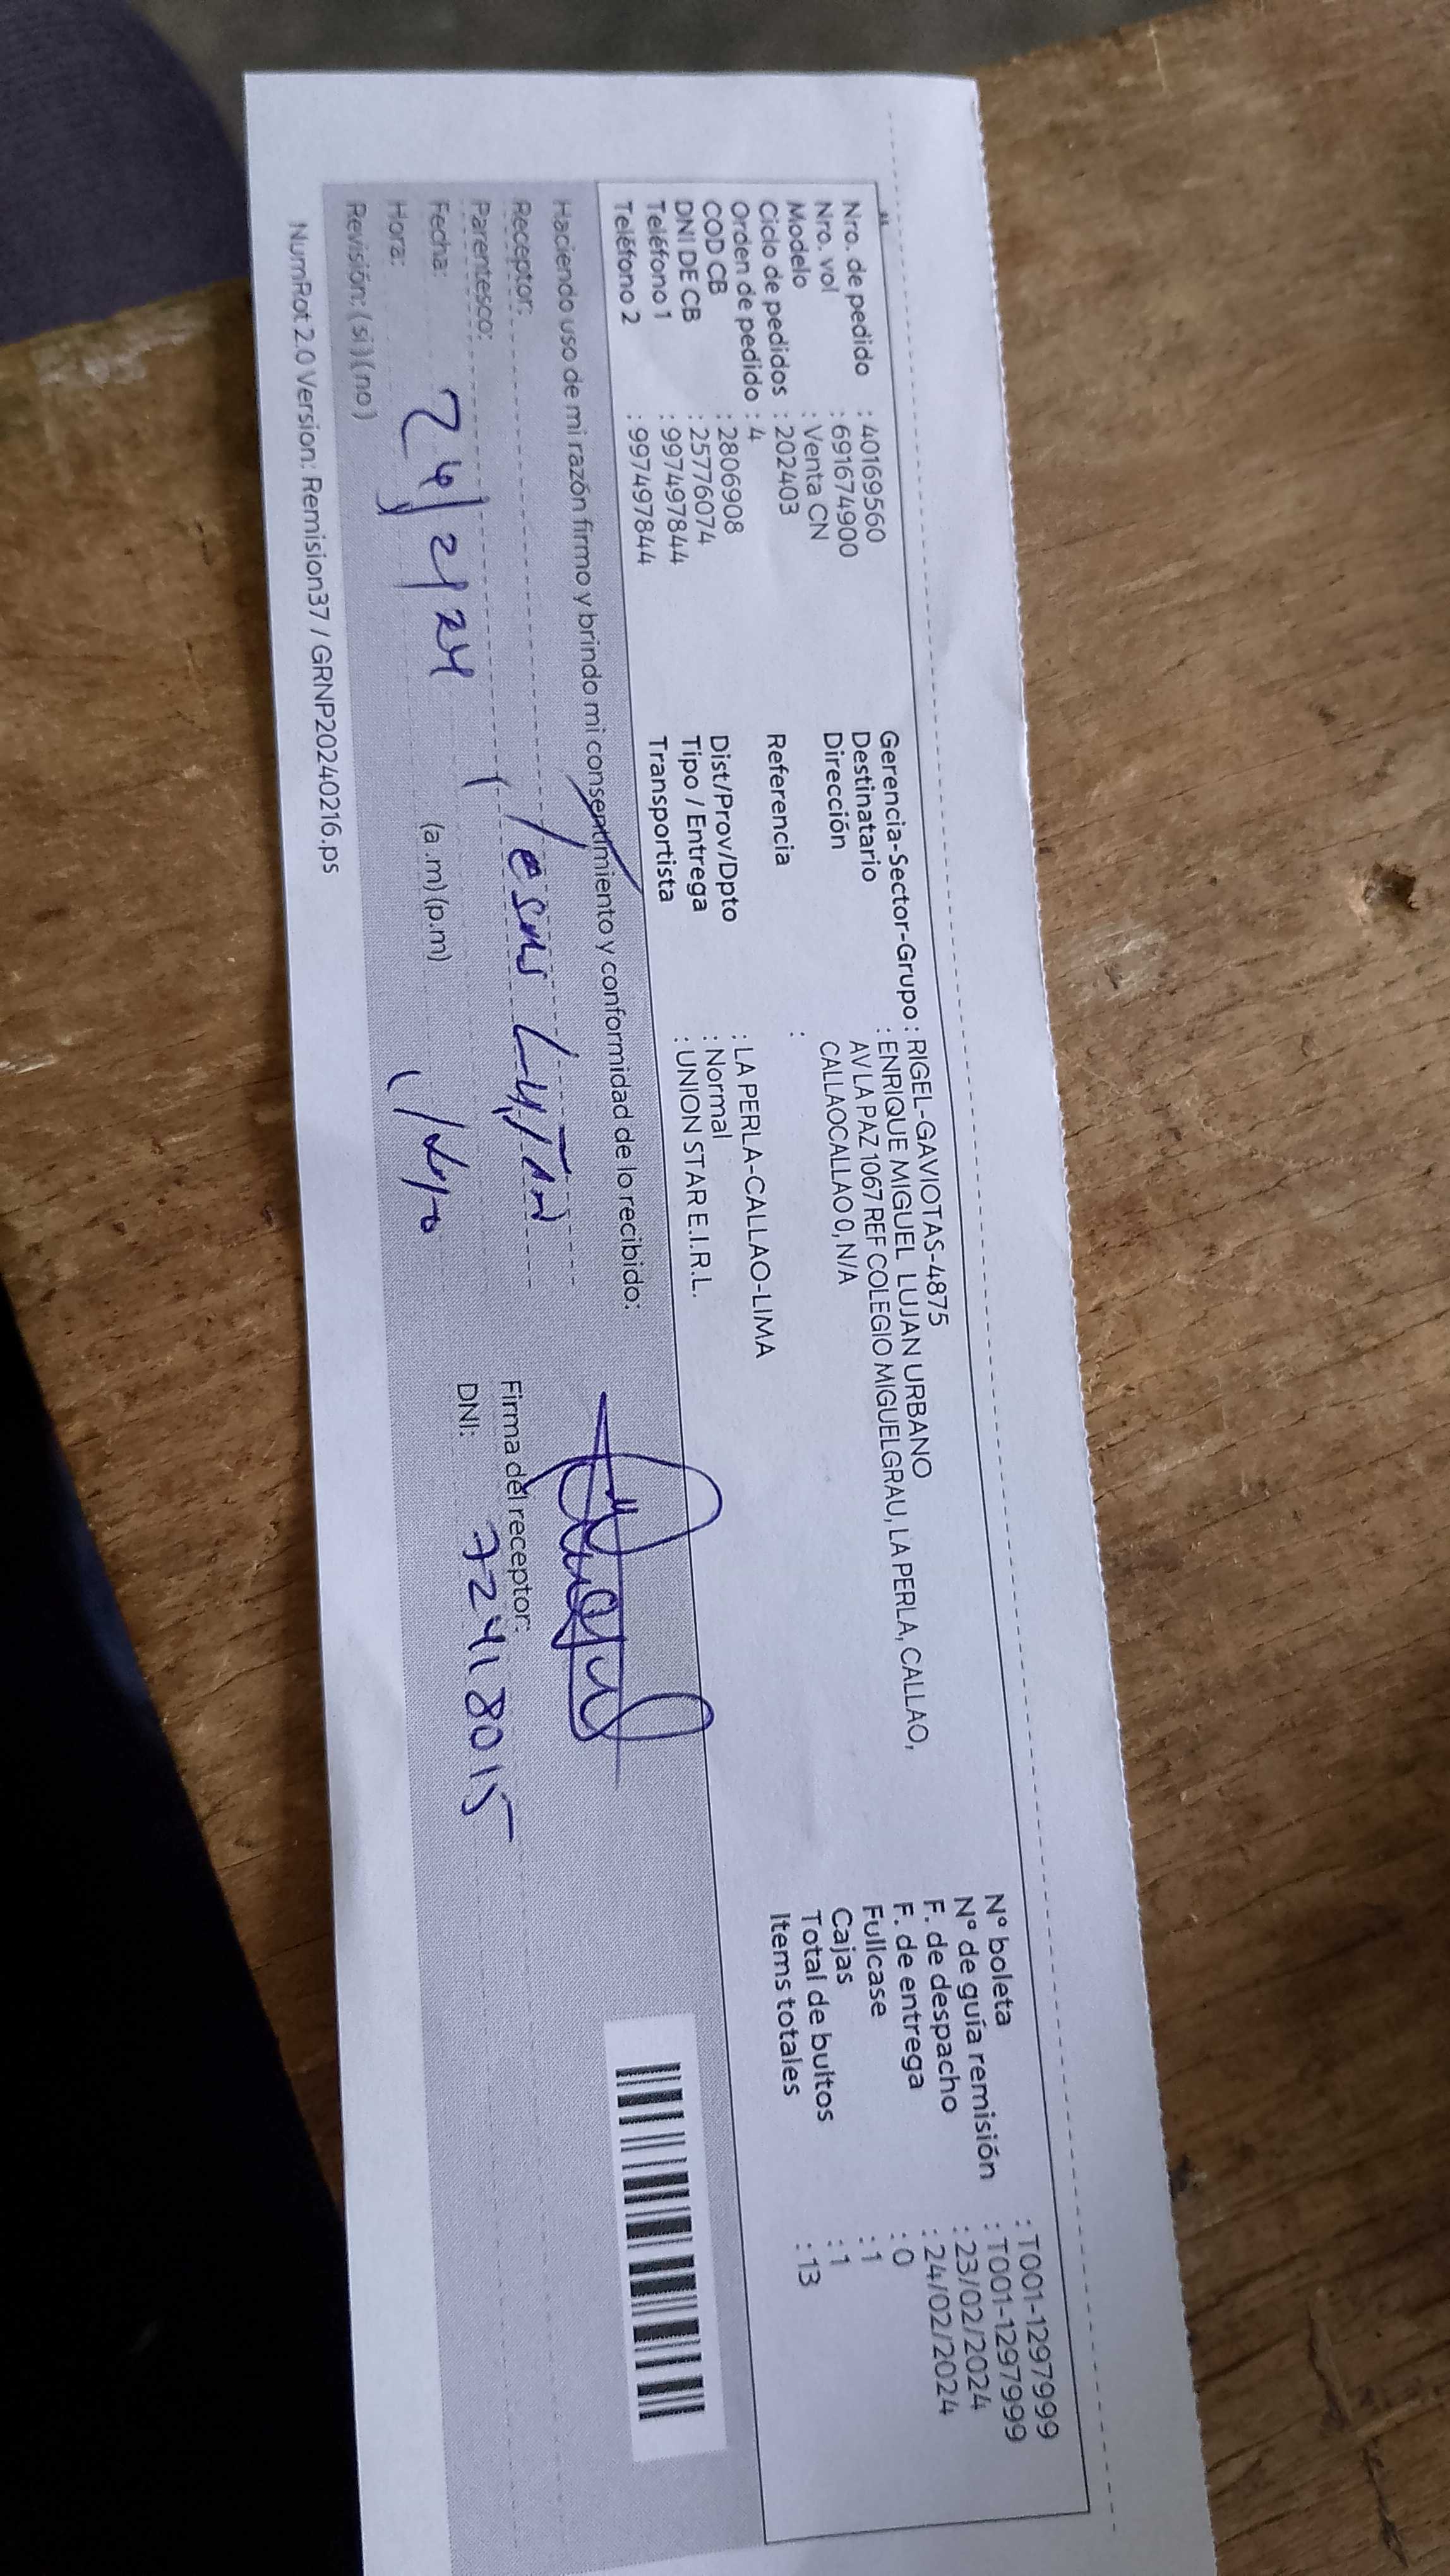 Nro. de pedido : 40169560
Nro. vol : 691674900
Modelo : Venta CN
Ciclo de pedidos : 202403
Orden de pedido : 4
COD CB : 2806908
DNI DE CB : 25776074
Teléfono 1 : 997497844
Teléfono 2 : 997497844
Gerencia-Sector-Grupo : RIGEL-GAVIOTAS-4875
Destinatario : ENRIQUE MIGUEL LUJAN URBANO
Dirección AV LA PAZ 1067 REF COLEGIO MIGUELGRAU, LA PERLA, CALLAO,
CALLAOCALLAO 0, N/A
Referencia :
Dist/Prov/Dpto : LA PERLA-CALLAO-LIMA
Tipo / Entrega : Normal
Transportista : UNION STAR E.I.R.L.
N° boleta : T001-1297999
N° de guía remisión : T001-1297999
F. de despacho : 23/02/2024
F. de entrega : 24/02/2024
Fullcase : 0
Cajas : 1
Total de bultos : 1
Items totales : 13
Haciendo uso de mi razón firmo y brindo mi consentimiento y conformidad de lo recibido:
Receptor: Jesus Luján
Parentesco:
Fecha: 24/2/24
Hora: (a.m)(p.m)
Revisión: (si)(no)
Firma del receptor:
DNI: 72418015
NumRot 2.0 Version: Remision37 / GRNP20240216.ps